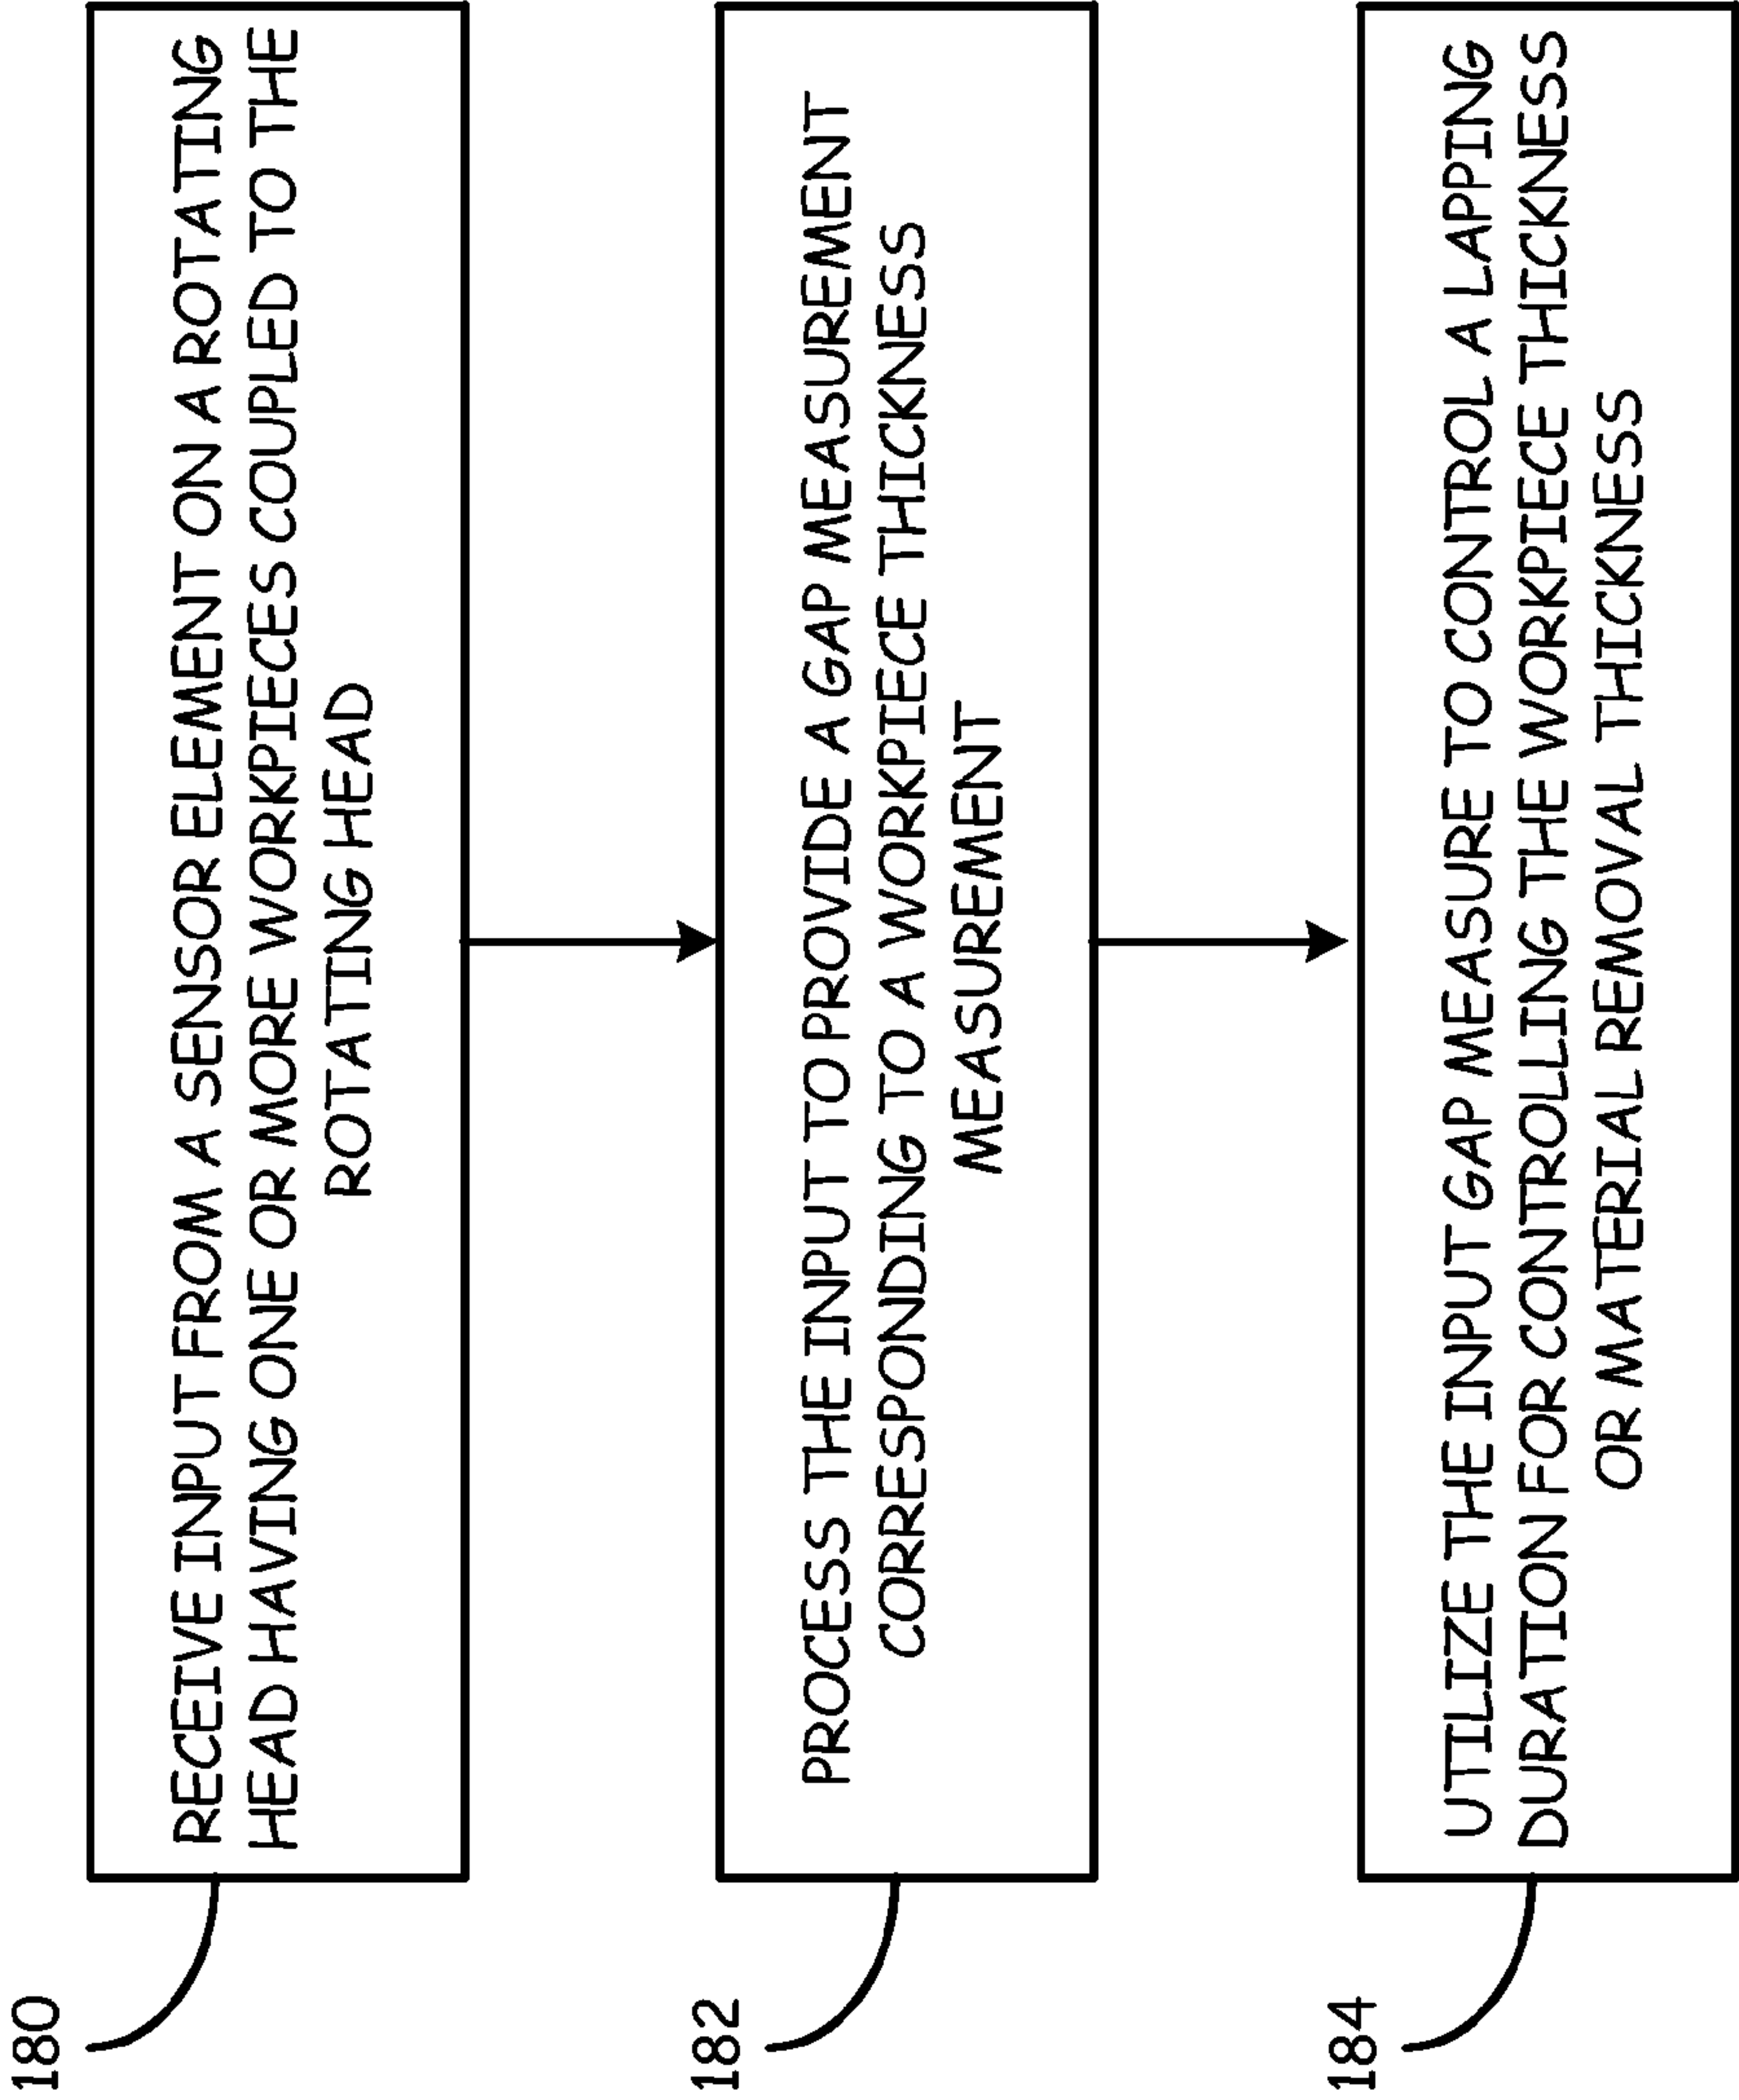 180
RECEIVE INPUT FROM A SENSOR ELEMENT ON A ROTATING
HEAD HAVING ONE OR MORE WORKPIECES COUPLED TO THE
ROTATING HEAD
182
PROCESS THE INPUT TO PROVIDE A GAP MEASUREMENT
CORRESPONDING TO A WORKPIECE THICKNESS
MEASUREMENT
184
UTILIZE THE INPUT GAP MEASURE TO CONTROL A LAPPING
DURATION FOR CONTROLLING THE WORKPIECE THICKNESS
OR MATERIAL REMOVAL THICKNESS